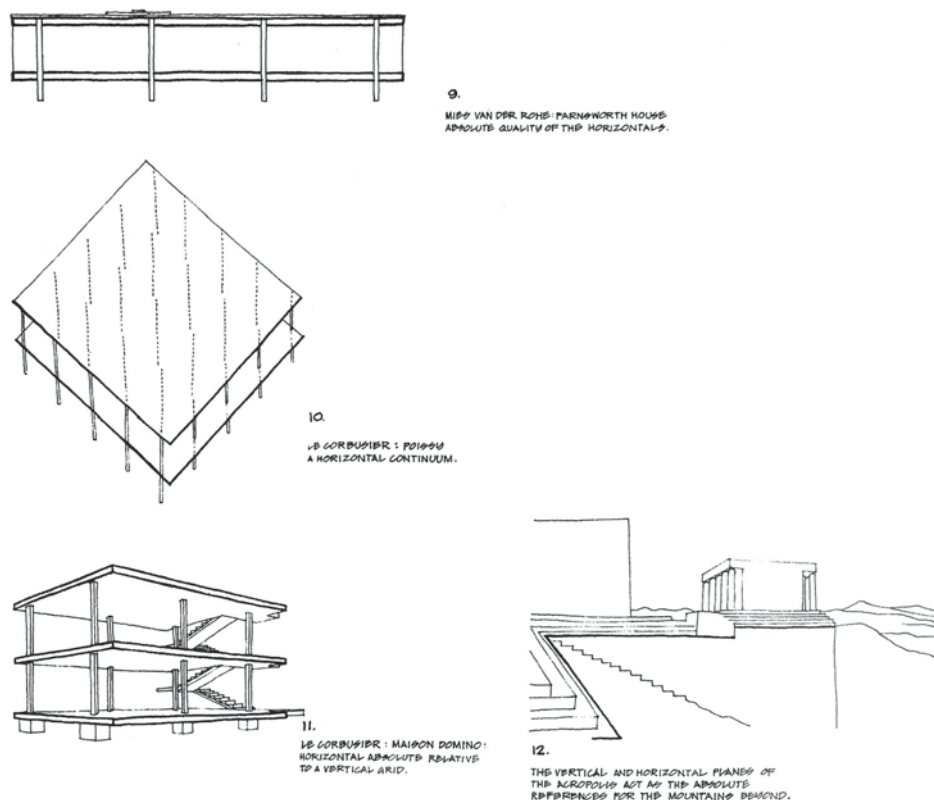 9.
MIES VAN DER ROHE: FARNSWORTH HOUSE
ABSOLUTE QUALITY OF THE HORIZONTALS.
10.
LE CORBUSIER : POISSY
A HORIZONTAL CONTINUUM.
11.
LE CORBUSIER : MAISON DOMINO:
HORIZONTAL ABSOLUTE RELATIVE
TO A VERTICAL GRID.
12.
THE VERTICAL AND HORIZONTAL PLANES OF
THE ACROPOLIS ACT AS THE ABSOLUTE
REFERENCES FOR THE MOUNTAINS BEYOND.